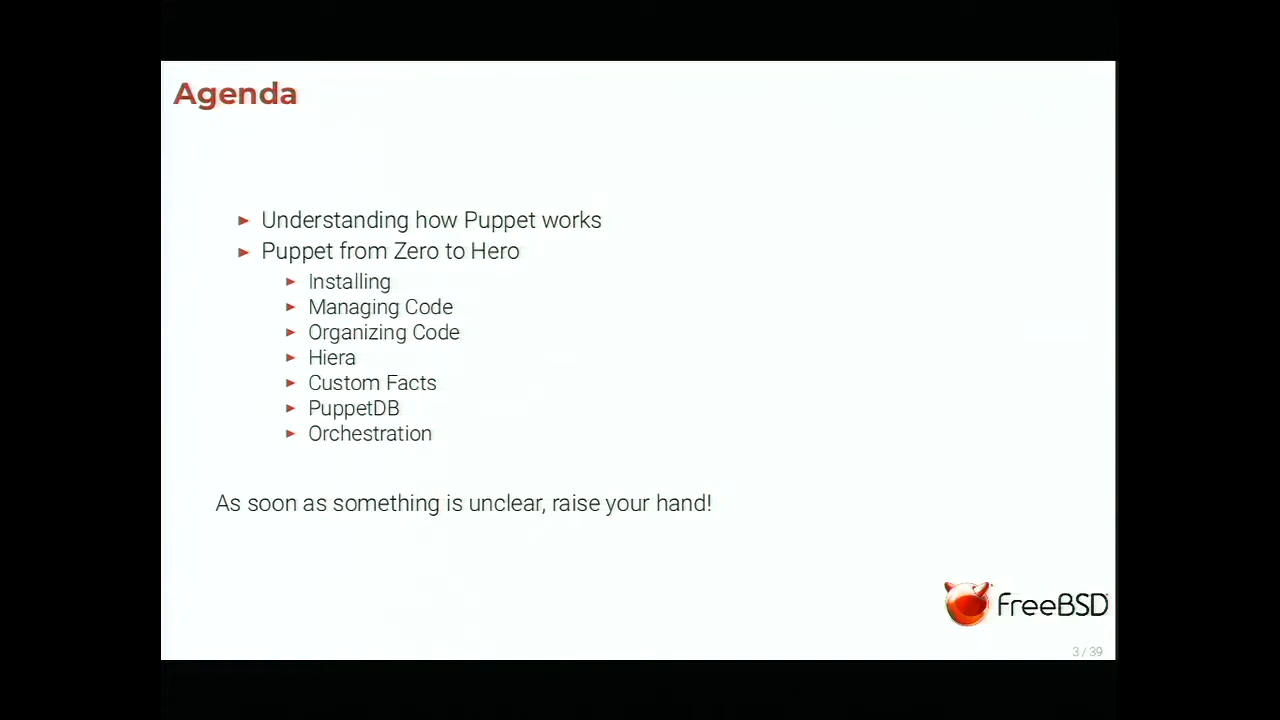 Agenda
Understanding how Puppet works
Puppet from Zero to Hero
Installing
Managing Code
Organizing Code
Hiera
Custom Facts
PuppetDB
Orchestration
As soon as something is unclear, raise your hand!
FreeBSD
3 / 39